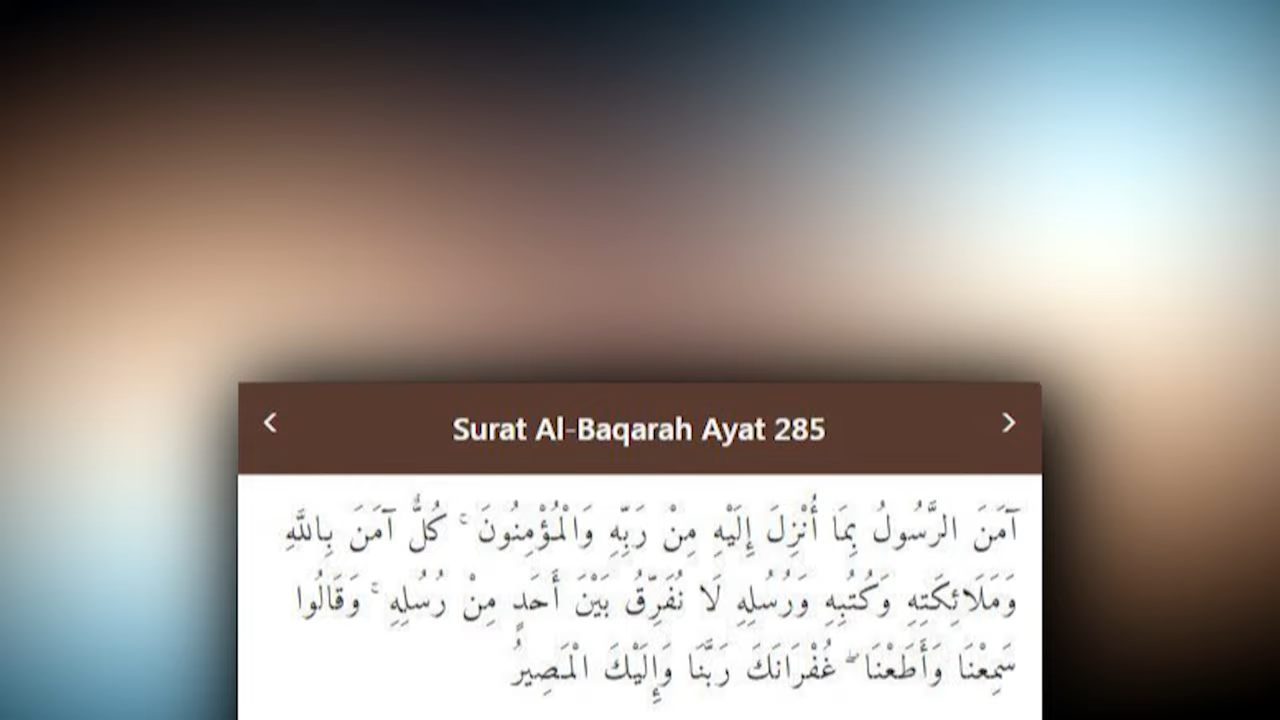 Surat Al-Baqarah Ayat 285
آمَنَ الرَّسُولُ بِمَا أُنْزِلَ إِلَيْهِ مِنْ رَبِّهِ وَالْمُؤْمِنُونَ ۚ كُلٌّ آمَنَ بِاللَّهِ
وَمَلَائِكَتِهِ وَكُتُبِهِ وَرُسُلِهِ لَا نُفَرِّقُ بَيْنَ أَحَدٍ مِنْ رُسُلِهِ ۚ وَقَالُوا
سَمِعْنَا وَأَطَعْنَا ۖ غُفْرَانَكَ رَبَّنَا وَإِلَيْكَ الْمَصِيرُ